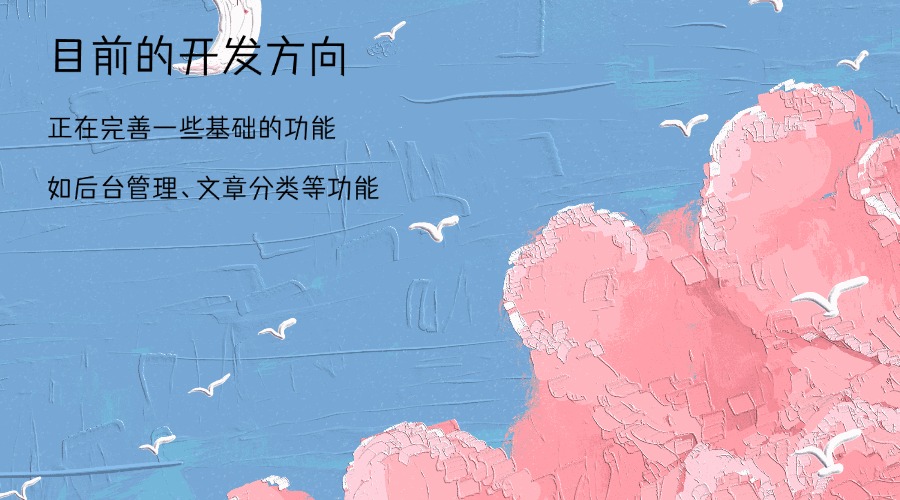 目前的开发方向
正在完善一些基础的功能
如后台管理、文章分类等功能